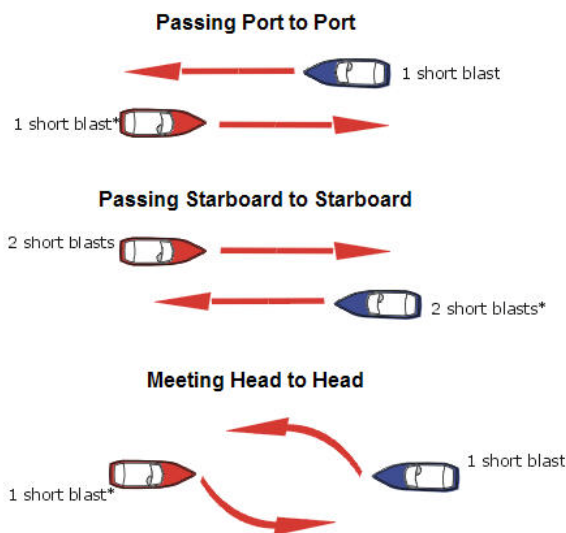 Passing Port to Port
1 short blast
1 short blast*
Passing Starboard to Starboard
2 short blasts
2 short blasts*
Meeting Head to Head
1 short blast
1 short blast*